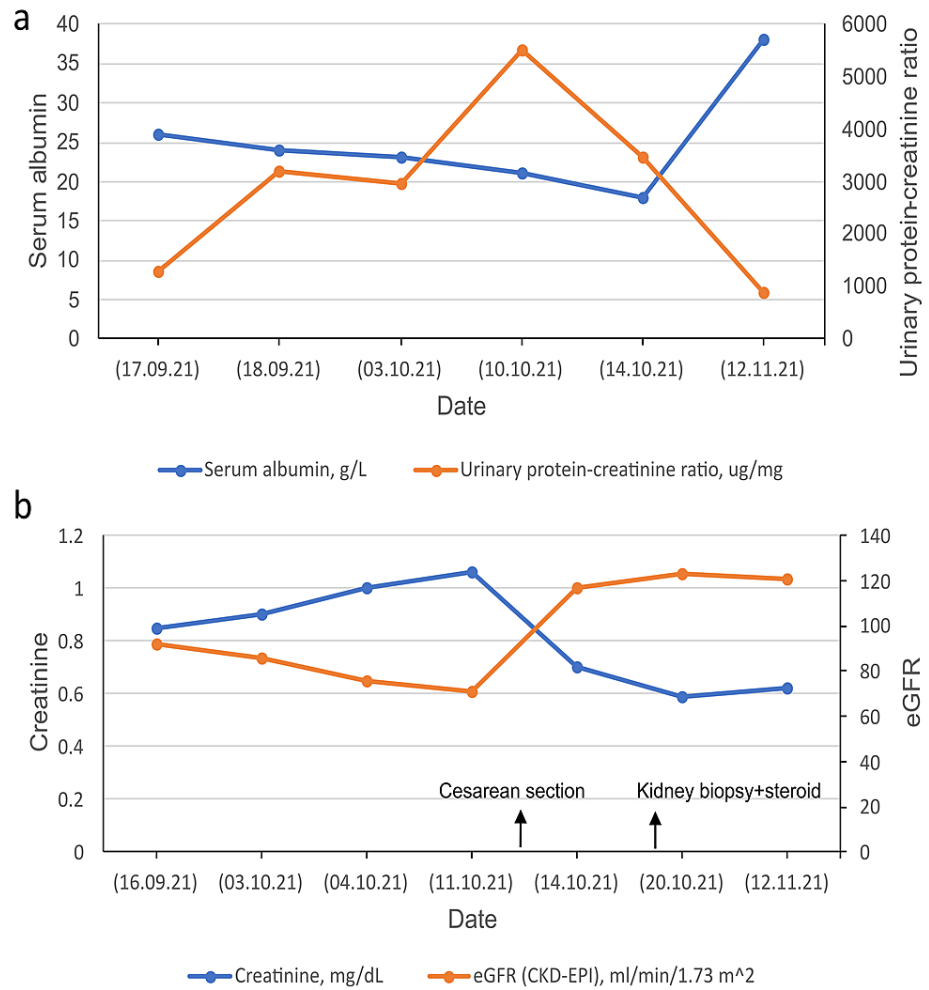 a
Serum albumin
40
35
30
25
20
15
10
5
0
6000
5000
4000
3000
2000
1000
0
Urinary protein-creatinine ratio
(17.09.21) (18.09.21) (03.10.21) (10.10.21) (14.10.21) (12.11.21)
Date
Serum albumin, g/L Urinary protein-creatinine ratio, ug/mg
b
Creatinine
1.2
1
0.8
0.6
0.4
0.2
0
140
120
100
80
60
40
20
0
eGFR
Cesarean section Kidney biopsy+steroid
(16.09.21) (03.10.21) (04.10.21) (11.10.21) (14.10.21) (20.10.21) (12.11.21)
Date
Creatinine, mg/dL eGFR (CKD-EPI), ml/min/1.73 m^2